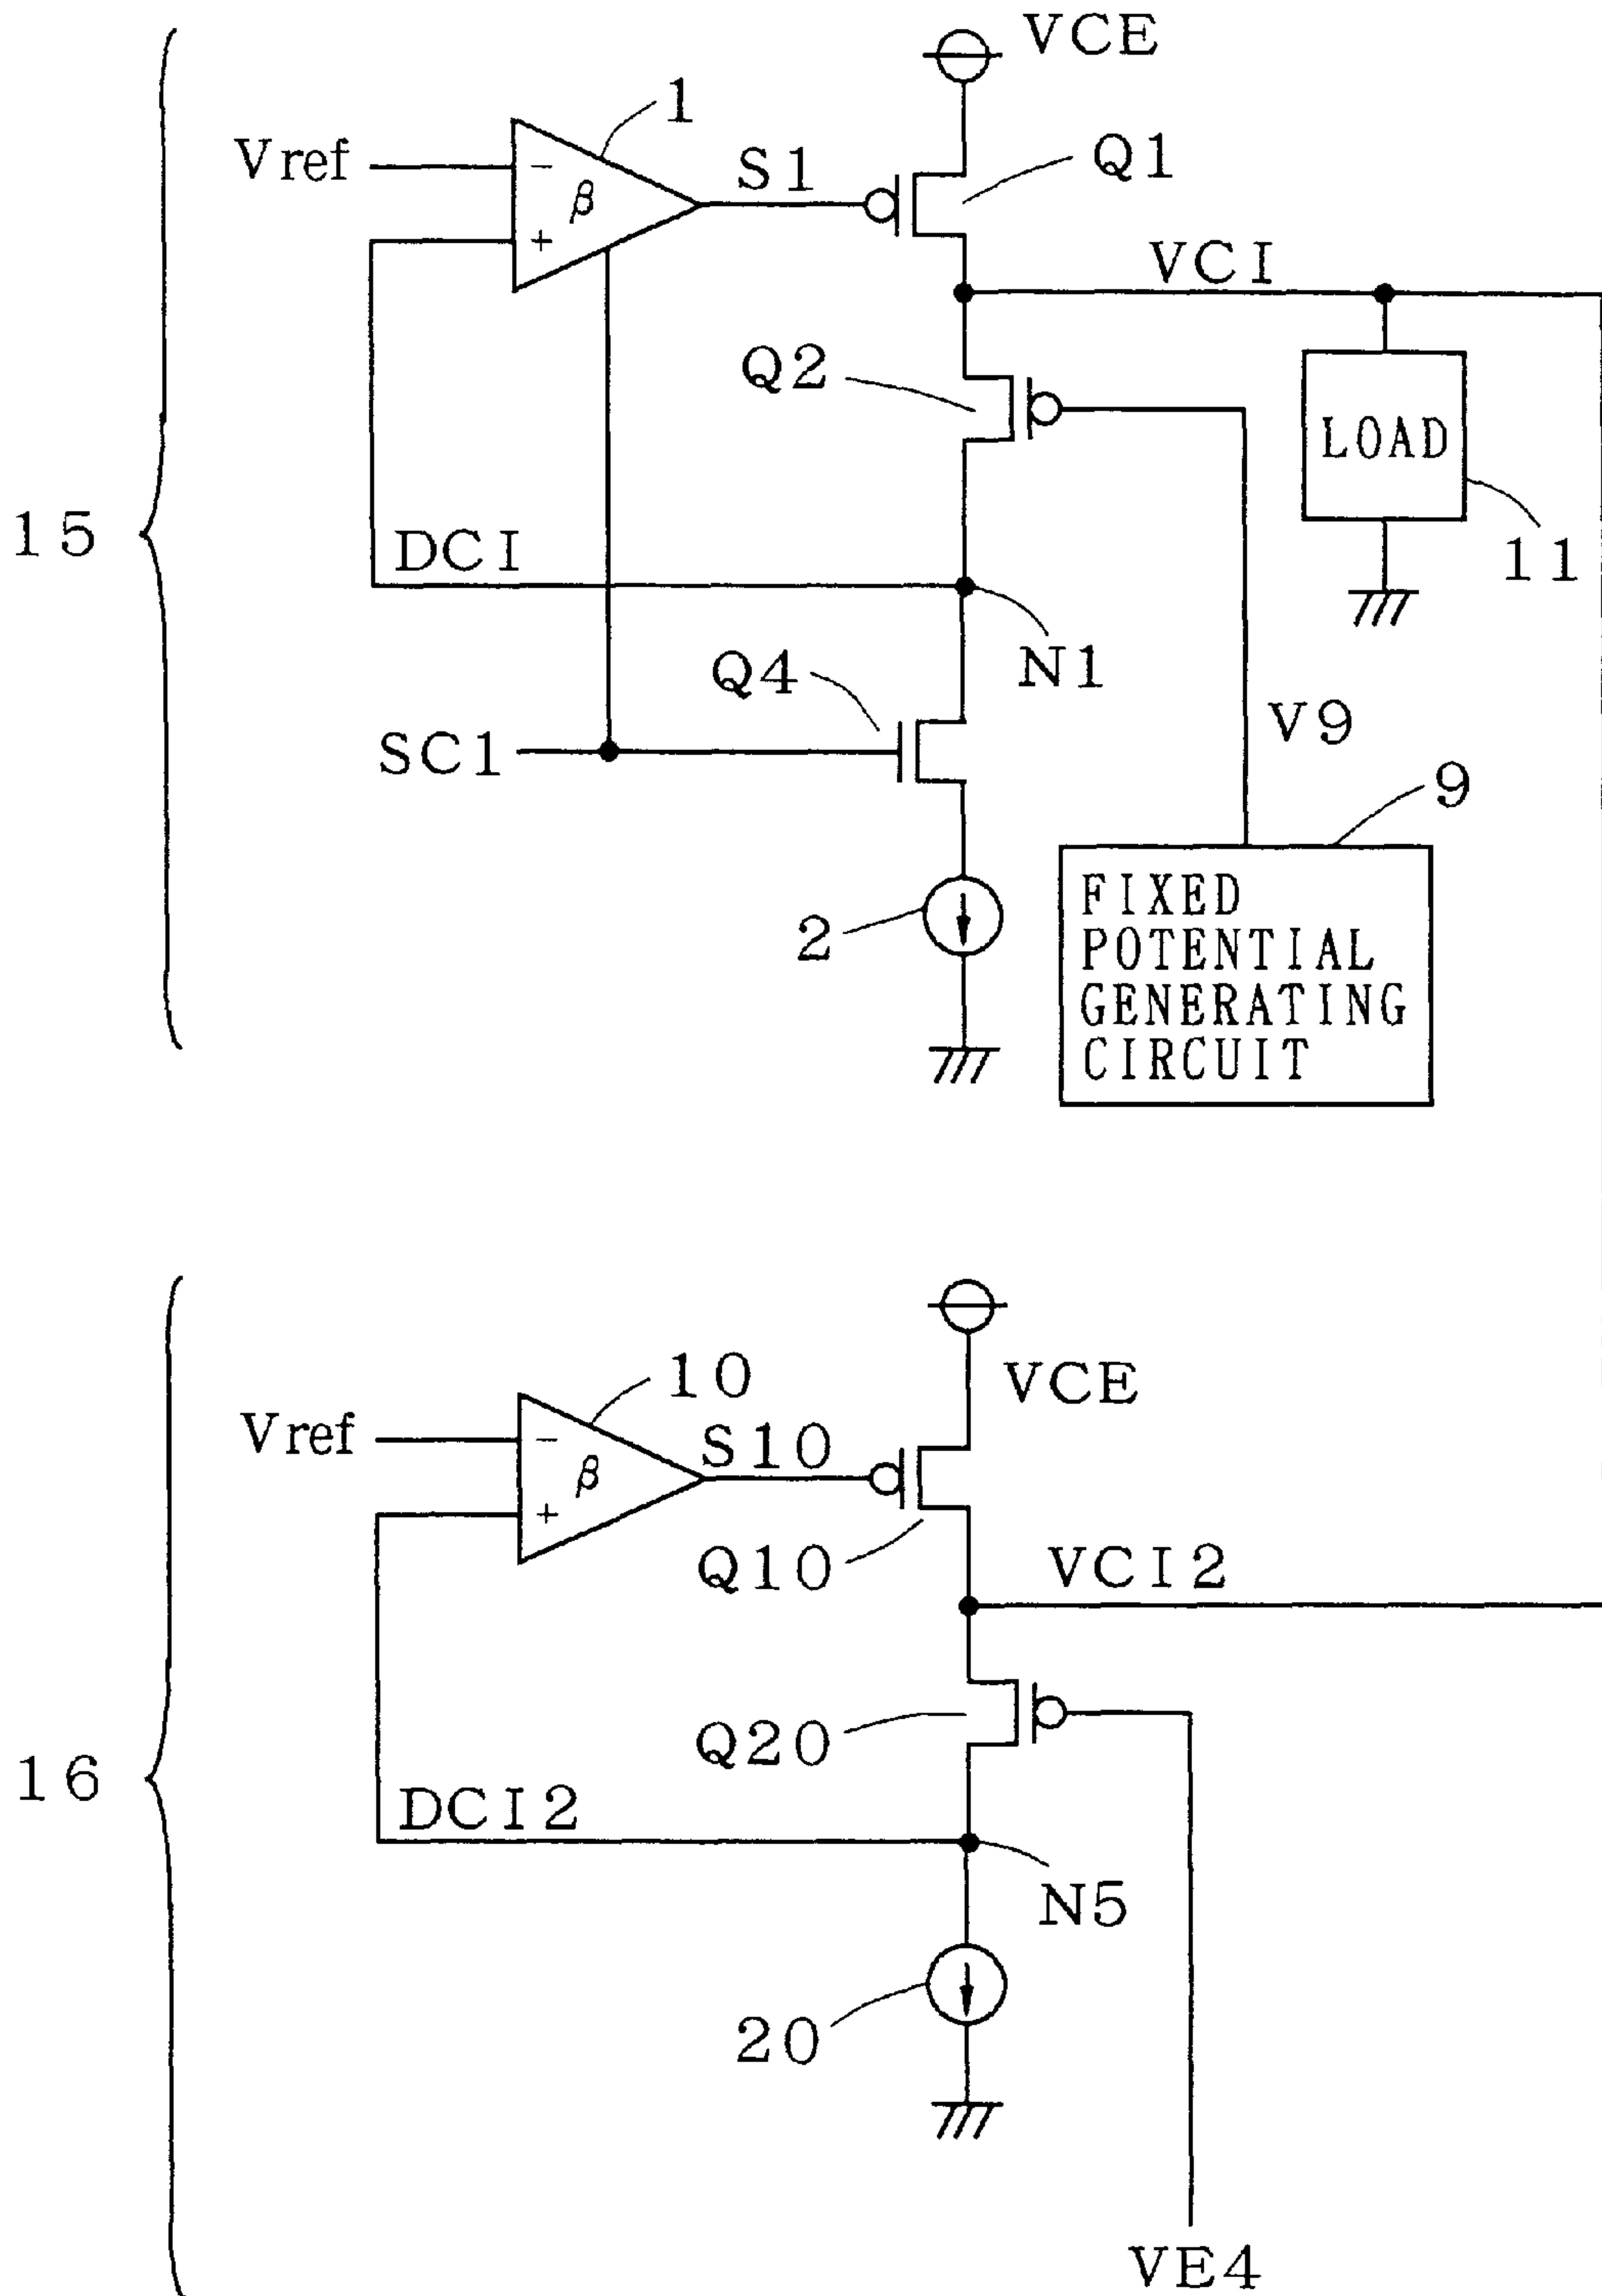 VCE
1
Vref
−
β
+
S1
Q1
VCI
Q2
LOAD
15
DCI
11
N1
Q4
V9
SC1
9
2
FIXED
POTENTIAL
GENERATING
CIRCUIT
VCE
10
Vref
−
β
+
S10
Q10
VCI2
Q20
16
DCI2
N5
20
VE4